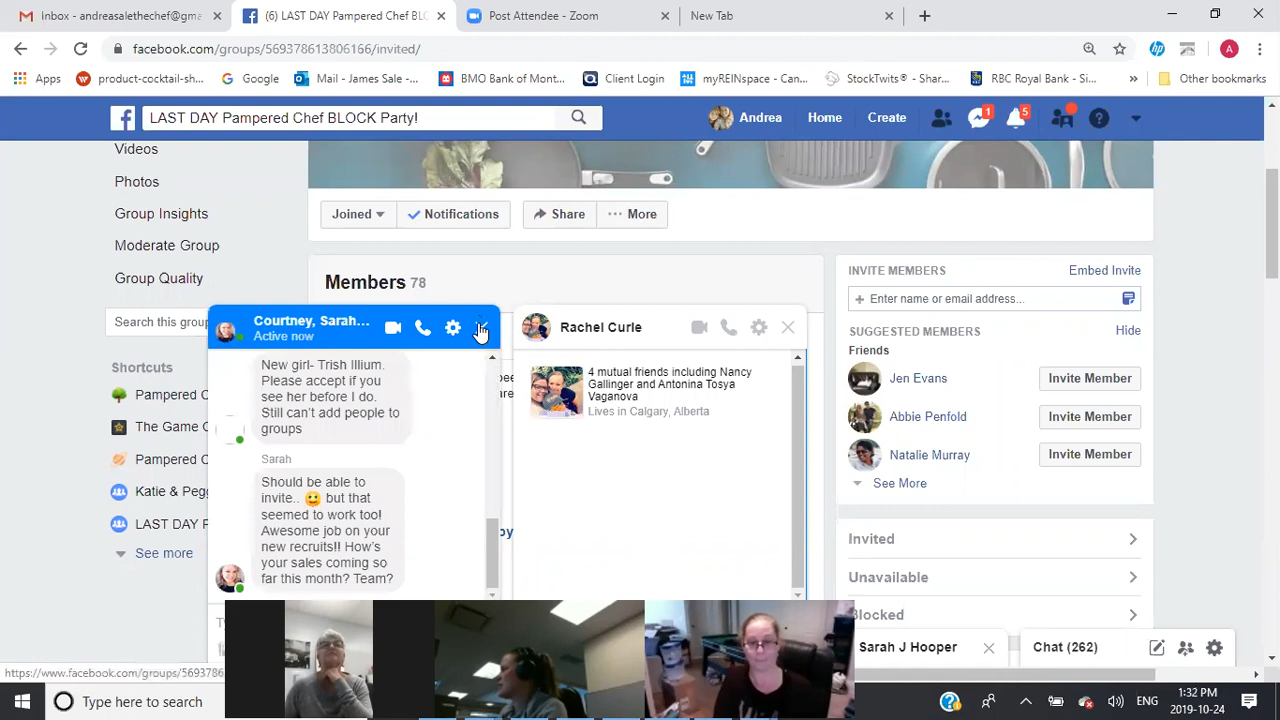 Inbox - andreasalethechef@gma
(6) LAST DAY Pampered Chef BLO
Post Attendee - Zoom
New Tab
facebook.com/groups/569378613806166/invited/
A
Apps
product-cocktail-sh...
Google
Mail - James Sale -...
BMO Bank of Mont...
Client Login
myREINspace - Can...
StockTwits® - Shar...
RBC Royal Bank - Si...
Other bookmarks
LAST DAY Pampered Chef BLOCK Party!
Andrea
Home
Create
1
5
Videos
Photos
Group Insights
Moderate Group
Group Quality
Search this grou
Shortcuts
Pampered C
The Game C
Pampered C
Katie & Pegg
LAST DAY P
See more
Joined
Notifications
Share
More
Members 78
INVITE MEMBERS
Embed Invite
Enter name or email address...
SUGGESTED MEMBERS
Hide
Friends
Jen Evans
Invite Member
Abbie Penfold
Invite Member
Natalie Murray
Invite Member
See More
Invited
Unavailable
Blocked
Courtney, Sarah...
Active now
New girl- Trish Illium.
Please accept if you
see her before I do.
Still can't add people to
groups
Sarah
Should be able to
invite.. 🙂 but that
seemed to work too!
Awesome job on your
new recruits!! How's
your sales coming so
far this month? Team?
Rachel Curle
4 mutual friends including Nancy
Gallinger and Antonina Tosya
Vaganova
Lives in Calgary, Alberta
by
Sarah J Hooper
Chat (262)
https://www.facebook.com/groups/5693786
Type here to search
ENG
1:32 PM
2019-10-24